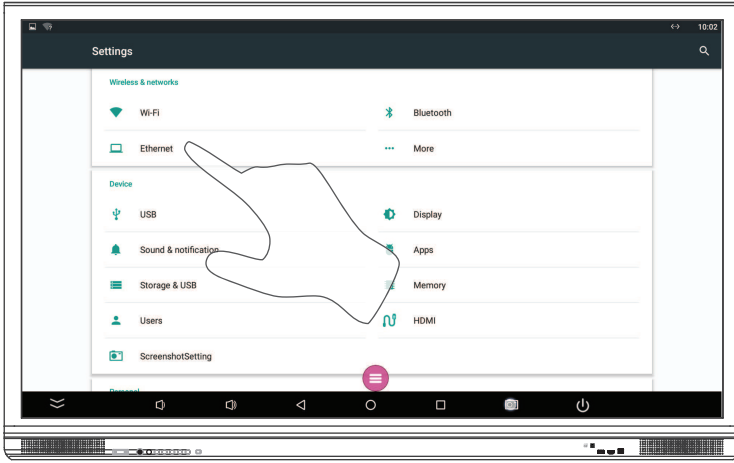 10:02
Settings
Wireless & networks
Wi-Fi
Bluetooth
Ethernet
More
Device
USB
Display
Sound & notification
Apps
Storage & USB
Memory
Users
HDMI
ScreenshotSetting
Personal